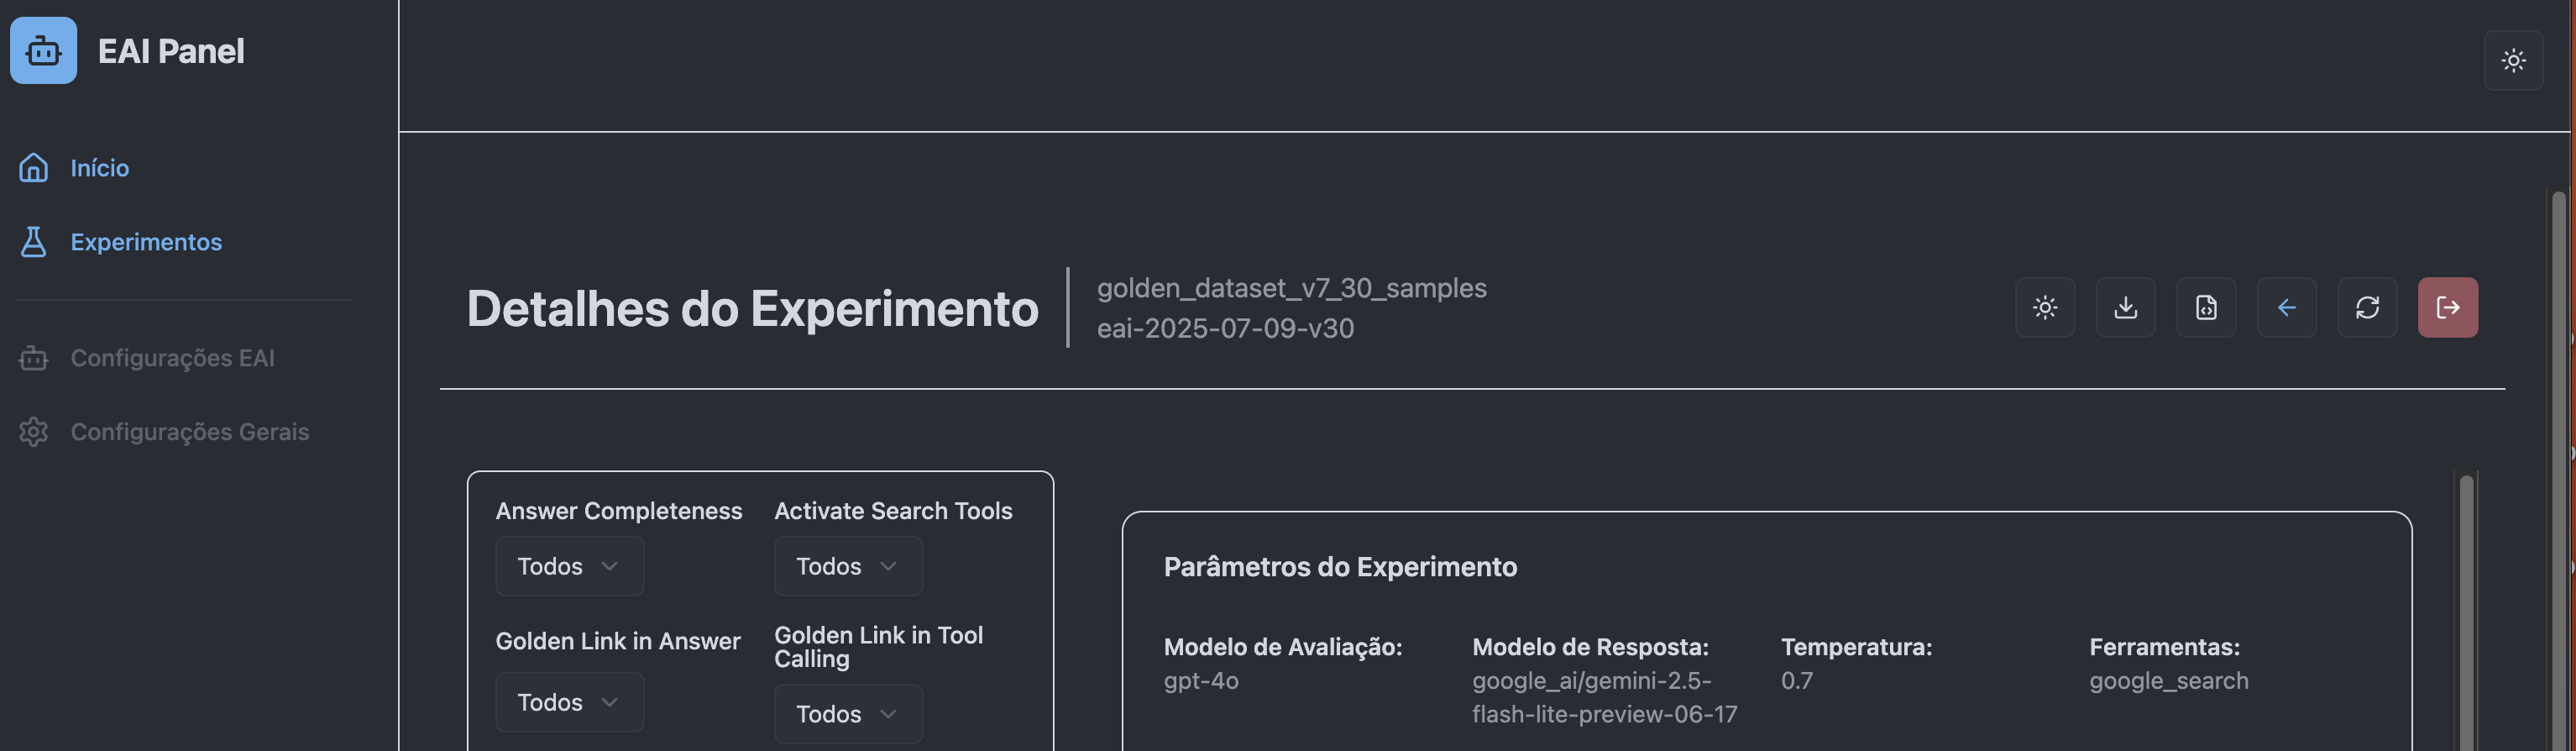 EAI Panel
Início
Experimentos
Configurações EAI
Configurações Gerais
Detalhes do Experimento
golden_dataset_v7_30_samples
eai-2025-07-09-v30
Answer Completeness
Todos
Activate Search Tools
Todos
Golden Link in Answer
Todos
Golden Link in Tool
Calling
Todos
Parâmetros do Experimento
Modelo de Avaliação:
gpt-4o
Modelo de Resposta:
google_ai/gemini-2.5-
flash-lite-preview-06-17
Temperatura:
0.7
Ferramentas:
google_search